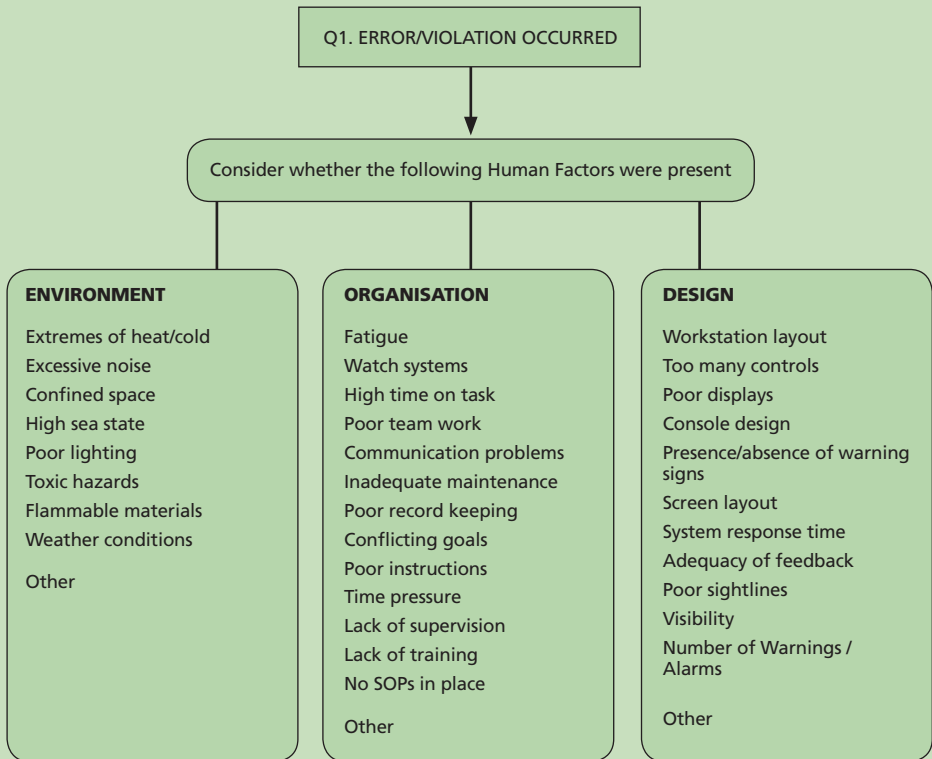 Q1. ERROR/VIOLATION OCCURRED
Consider whether the following Human Factors were present
ENVIRONMENT
Extremes of heat/cold
Excessive noise
Confined space
High sea state
Poor lighting
Toxic hazards
Flammable materials
Weather conditions
Other
ORGANISATION
Fatigue
Watch systems
High time on task
Poor team work
Communication problems
Inadequate maintenance
Poor record keeping
Conflicting goals
Poor instructions
Time pressure
Lack of supervision
Lack of training
No SOPs in place
Other
DESIGN
Workstation layout
Too many controls
Poor displays
Console design
Presence/absence of warning
signs
Screen layout
System response time
Adequacy of feedback
Poor sightlines
Visibility
Number of Warnings /
Alarms
Other